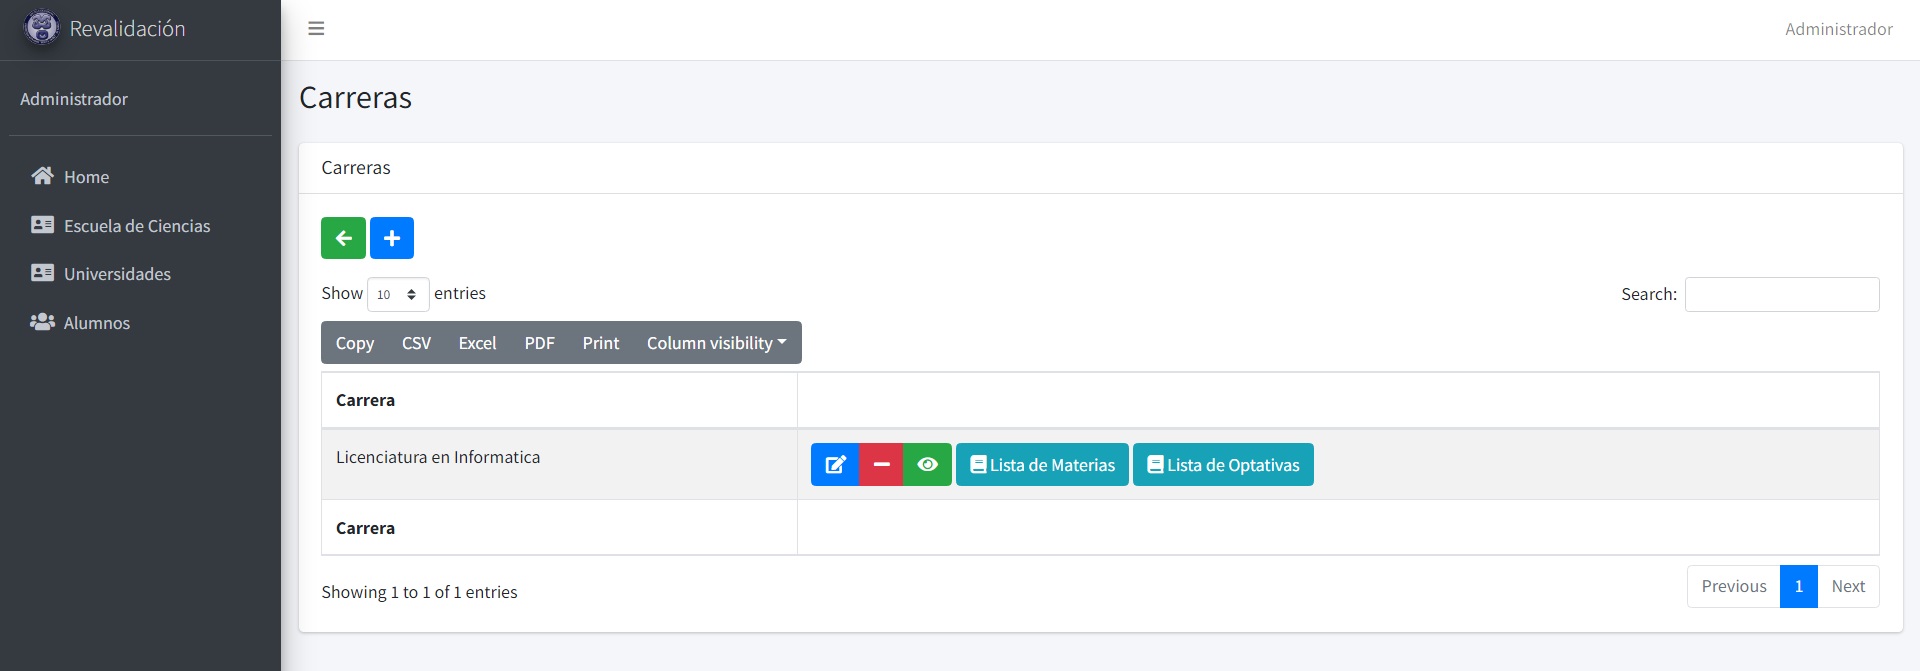 Revalidación
Administrador
Administrador
Home
Escuela de Ciencias
Universidades
Alumnos
Carreras
Carreras
Show 10 entries
Search:
Copy CSV Excel PDF Print Column visibility
Carrera
Licenciatura en Informatica Lista de Materias Lista de Optativas
Carrera
Showing 1 to 1 of 1 entries
Previous 1 Next